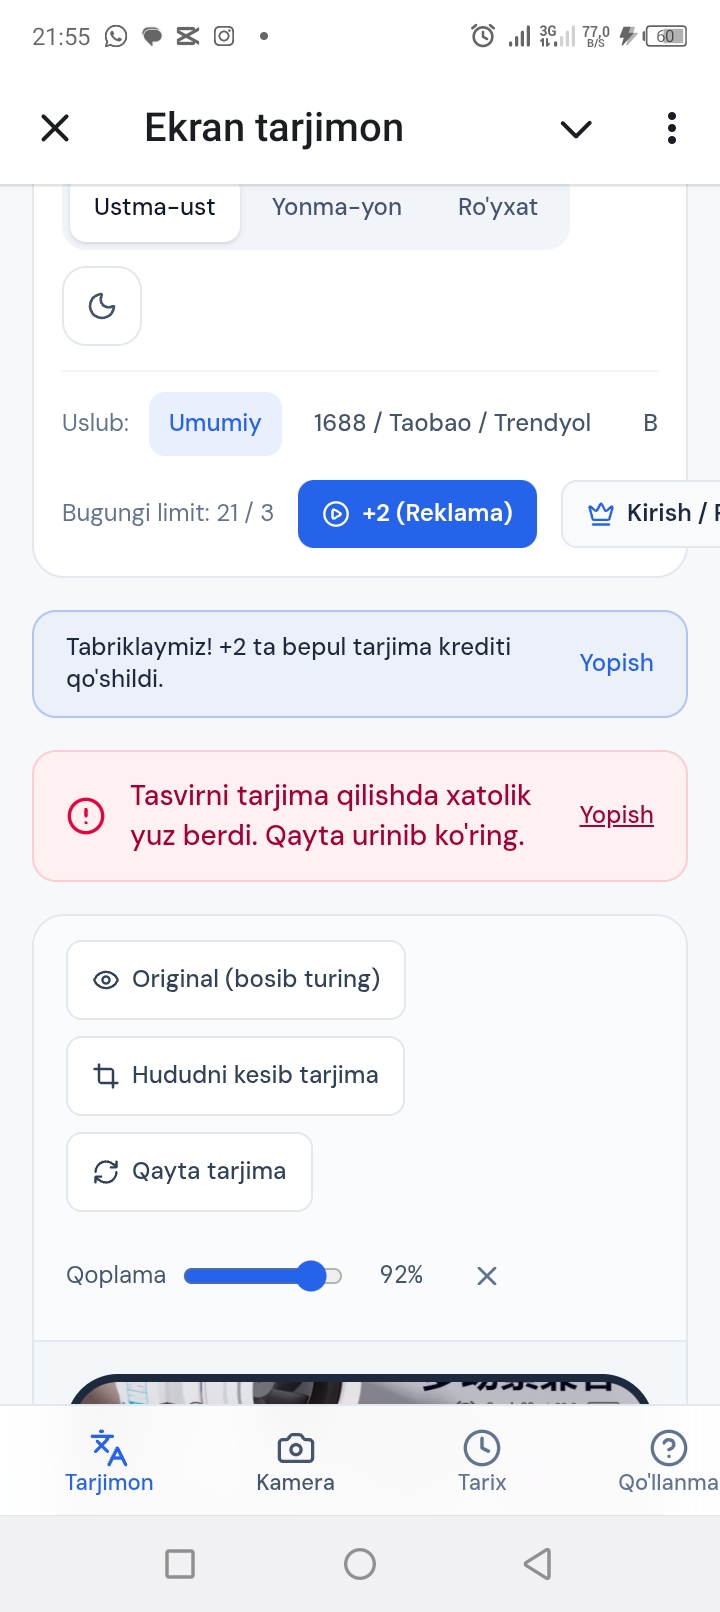 21:55
3G
77,0
B/S
60
Ekran tarjimon
Ustma-ust
Yonma-yon
Ro'yxat
Uslub:
Umumiy
1688 / Taobao / Trendyol
B
Bugungi limit: 21 / 3
+2 (Reklama)
Kirish /
Tabriklaymiz! +2 ta bepul tarjima krediti
qo'shildi.
Yopish
Tasvirni tarjima qilishda xatolik
yuz berdi. Qayta urinib ko'ring.
Yopish
Original (bosib turing)
Hududni kesib tarjima
Qayta tarjima
Qoplama
92%
Tarjimon
Kamera
Tarix
Qo'llanma